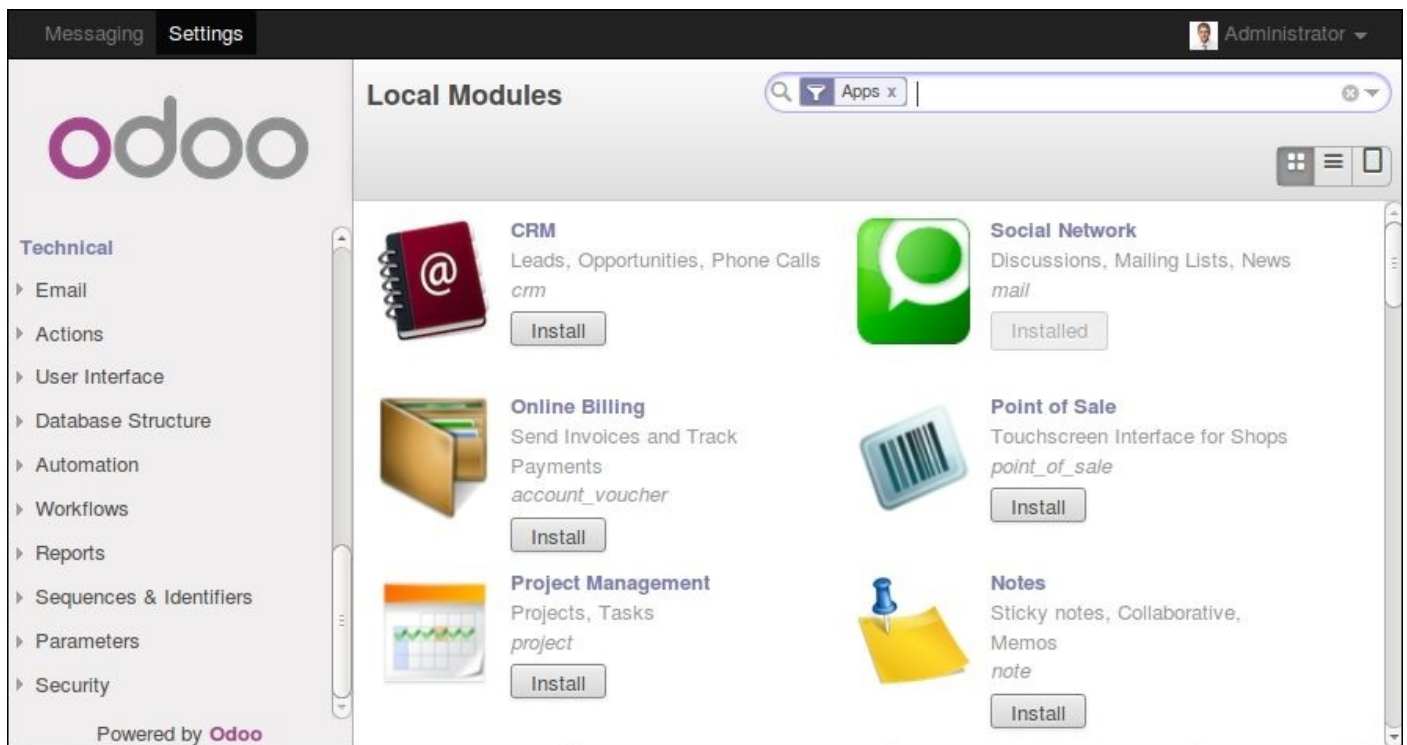 Messaging Settings Administrator
odoo
Local Modules
Apps x
Technical
Email
Actions
User Interface
Database Structure
Automation
Workflows
Reports
Sequences & Identifiers
Parameters
Security
Powered by Odoo
CRM
Leads, Opportunities, Phone Calls
crm
Install
Social Network
Discussions, Mailing Lists, News
mail
Installed
Online Billing
Send Invoices and Track
Payments
account_voucher
Install
Point of Sale
Touchscreen Interface for Shops
point_of_sale
Install
Project Management
Projects, Tasks
project
Install
Notes
Sticky notes, Collaborative,
Memos
note
Install